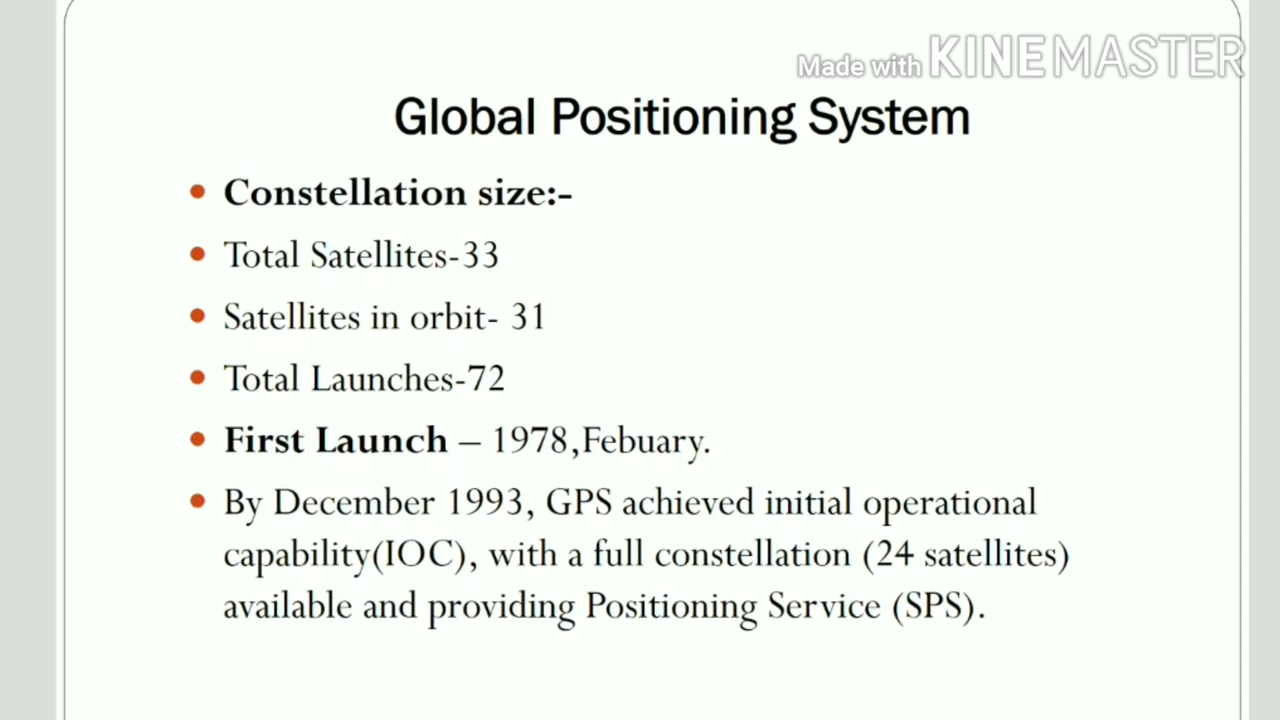 Made with KINEMASTER
Global Positioning System
• Constellation size:-
• Total Satellites-33
• Satellites in orbit- 31
• Total Launches-72
• First Launch – 1978,Febuary.
• By December 1993, GPS achieved initial operational
capability(IOC), with a full constellation (24 satellites)
available and providing Positioning Service (SPS).